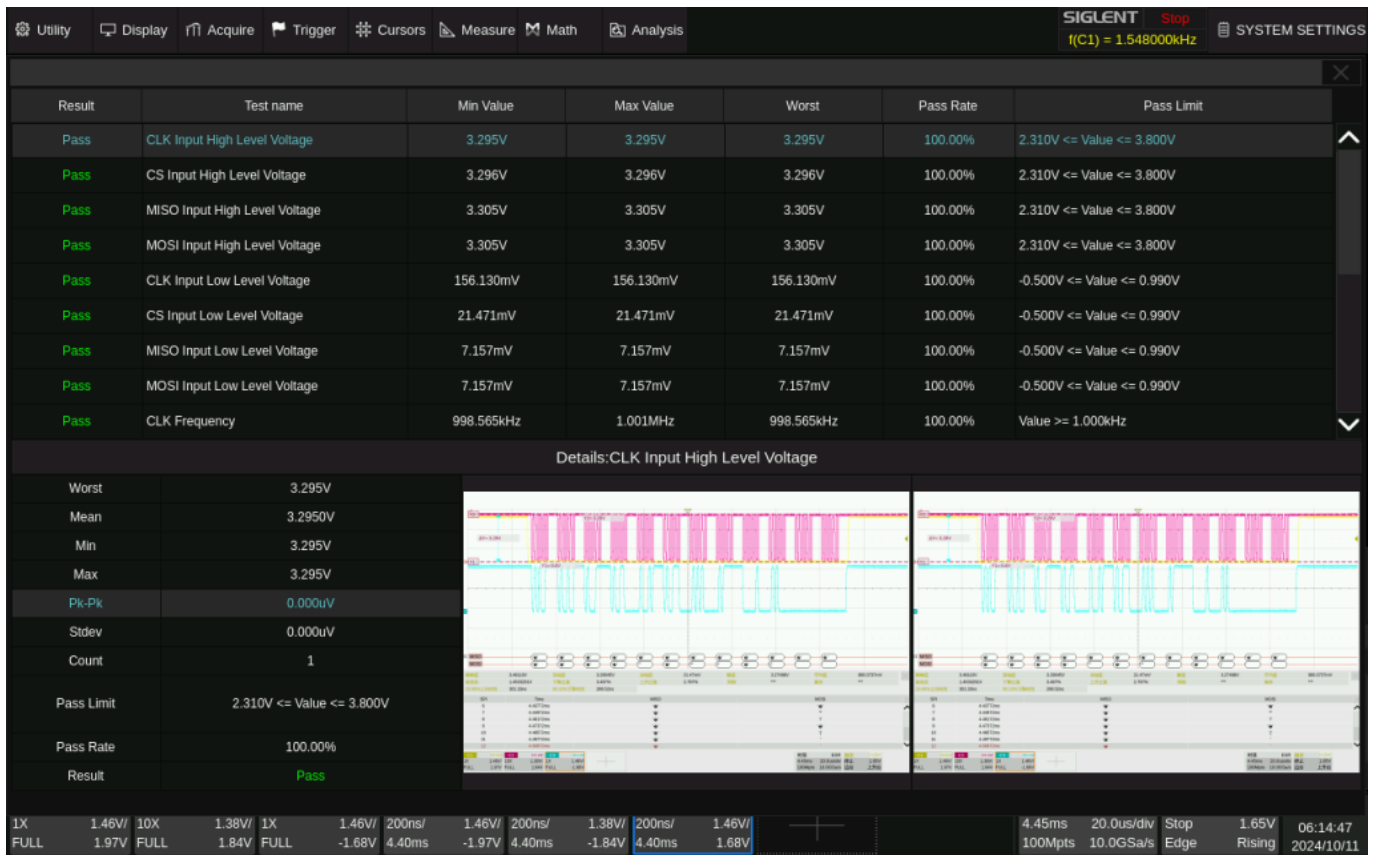 Utility Display Acquire Trigger Cursors Measure Math Analysis SIGLENT Stop SYSTEM SETTINGS
f(C1) = 1.548000kHz
Result Test name Min Value Max Value Worst Pass Rate Pass Limit
Pass CLK Input High Level Voltage 3.295V 3.295V 3.295V 100.00% 2.310V <= Value <= 3.800V
Pass CS Input High Level Voltage 3.296V 3.296V 3.296V 100.00% 2.310V <= Value <= 3.800V
Pass MISO Input High Level Voltage 3.305V 3.305V 3.305V 100.00% 2.310V <= Value <= 3.800V
Pass MOSI Input High Level Voltage 3.305V 3.305V 3.305V 100.00% 2.310V <= Value <= 3.800V
Pass CLK Input Low Level Voltage 156.130mV 156.130mV 156.130mV 100.00% -0.500V <= Value <= 0.990V
Pass CS Input Low Level Voltage 21.471mV 21.471mV 21.471mV 100.00% -0.500V <= Value <= 0.990V
Pass MISO Input Low Level Voltage 7.157mV 7.157mV 7.157mV 100.00% -0.500V <= Value <= 0.990V
Pass MOSI Input Low Level Voltage 7.157mV 7.157mV 7.157mV 100.00% -0.500V <= Value <= 0.990V
Pass CLK Frequency 998.565kHz 1.001MHz 998.565kHz 100.00% Value >= 1.000kHz
Details:CLK Input High Level Voltage
Worst 3.295V
Mean 3.2950V
Min 3.295V
Max 3.295V
Pk-Pk 0.000uV
Stdev 0.000uV
Count 1
Pass Limit 2.310V <= Value <= 3.800V
Pass Rate 100.00%
Result Pass
1X 1.46V/ 10X 1.38V/ 1X 1.46V/ 200ns/ 1.46V/ 200ns/ 1.38V/ 200ns/ 1.46V/ 4.45ms 20.0us/div Stop 1.65V 06:14:47
FULL 1.97V FULL 1.84V FULL -1.68V 4.40ms -1.97V 4.40ms -1.84V 4.40ms 1.68V 100Mpts 10.0GSa/s Edge Rising 2024/10/11